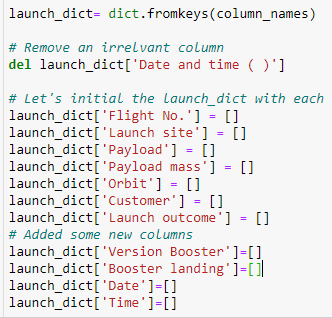 launch_dict= dict.fromkeys(column_names)
# Remove an irrelvant column
del launch_dict['Date and time ( )']
# Let's initial the launch_dict with each
launch_dict['Flight No.'] = []
launch_dict['Launch site'] = []
launch_dict['Payload'] = []
launch_dict['Payload mass'] = []
launch_dict['Orbit'] = []
launch_dict['Customer'] = []
launch_dict['Launch outcome'] = []
# Added some new columns
launch_dict['Version Booster']=[]
launch_dict['Booster landing']=[]
launch_dict['Date']=[]
launch_dict['Time']=[]